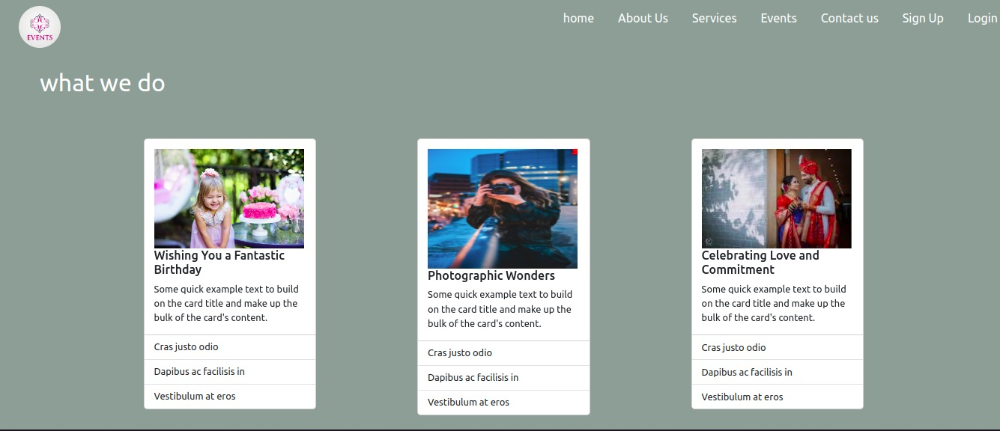 EVENTS
home About Us Services Events Contact us Sign Up Login
what we do
Wishing You a Fantastic
Birthday
Some quick example text to build
on the card title and make up the
bulk of the card's content.
Cras justo odio
Dapibus ac facilisis in
Vestibulum at eros
Photographic Wonders
Some quick example text to build
on the card title and make up the
bulk of the card's content.
Cras justo odio
Dapibus ac facilisis in
Vestibulum at eros
Celebrating Love and
Commitment
Some quick example text to build
on the card title and make up the
bulk of the card's content.
Cras justo odio
Dapibus ac facilisis in
Vestibulum at eros